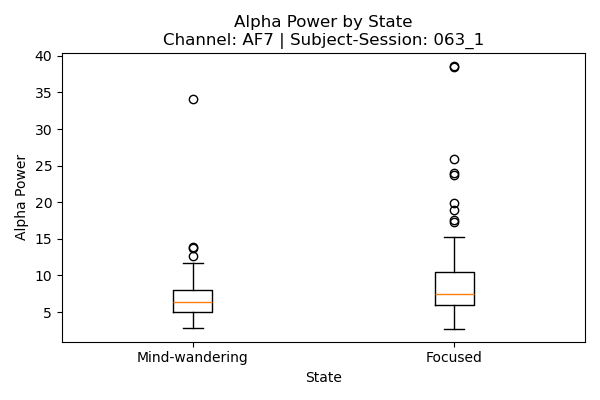 Alpha Power by State
Channel: AF7 | Subject-Session: 063_1
40
35
30
25
20
15
10
5
Alpha Power
Mind-wandering
Focused
State